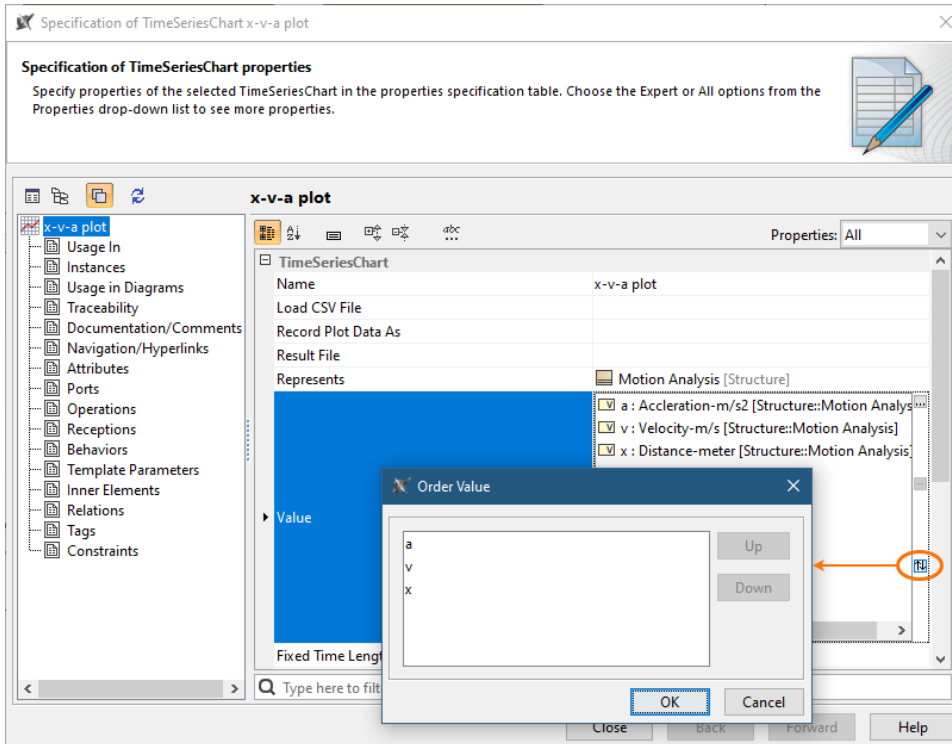 Specification of TimeSeriesChart x-v-a plot
Specification of TimeSeriesChart properties
Specify properties of the selected TimeSeriesChart in the properties specification table. Choose the Expert or All options from the
Properties drop-down list to see more properties.
x-v-a plot
x-v-a plot
Usage In
Instances
Usage in Diagrams
Traceability
Documentation/Comments
Navigation/Hyperlinks
Attributes
Ports
Operations
Receptions
Behaviors
Template Parameters
Inner Elements
Relations
Tags
Constraints
Properties: All
TimeSeriesChart
Name x-v-a plot
Load CSV File
Record Plot Data As
Result File
Represents Motion Analysis [Structure]
Value
a : Accleration-m/s2 [Structure::Motion Analys
v : Velocity-m/s [Structure::Motion Analysis]
x : Distance-meter [Structure::Motion Analysis]
Fixed Time Lengt
Type here to filt
Order Value
a
v
x
Up
Down
OK Cancel
Close Back Forward Help